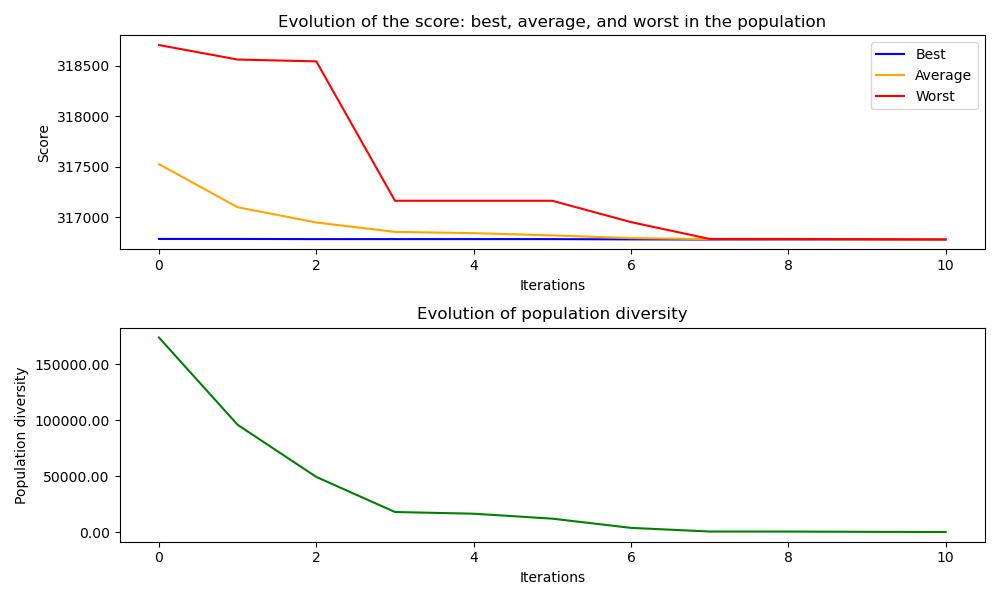 Evolution of the score: best, average, and worst in the population
318500
318000
317500
317000
Score
Best
Average
Worst
0 2 4 6 8 10
Iterations
Evolution of population diversity
150000.00
100000.00
50000.00
0.00
Population diversity
0 2 4 6 8 10
Iterations